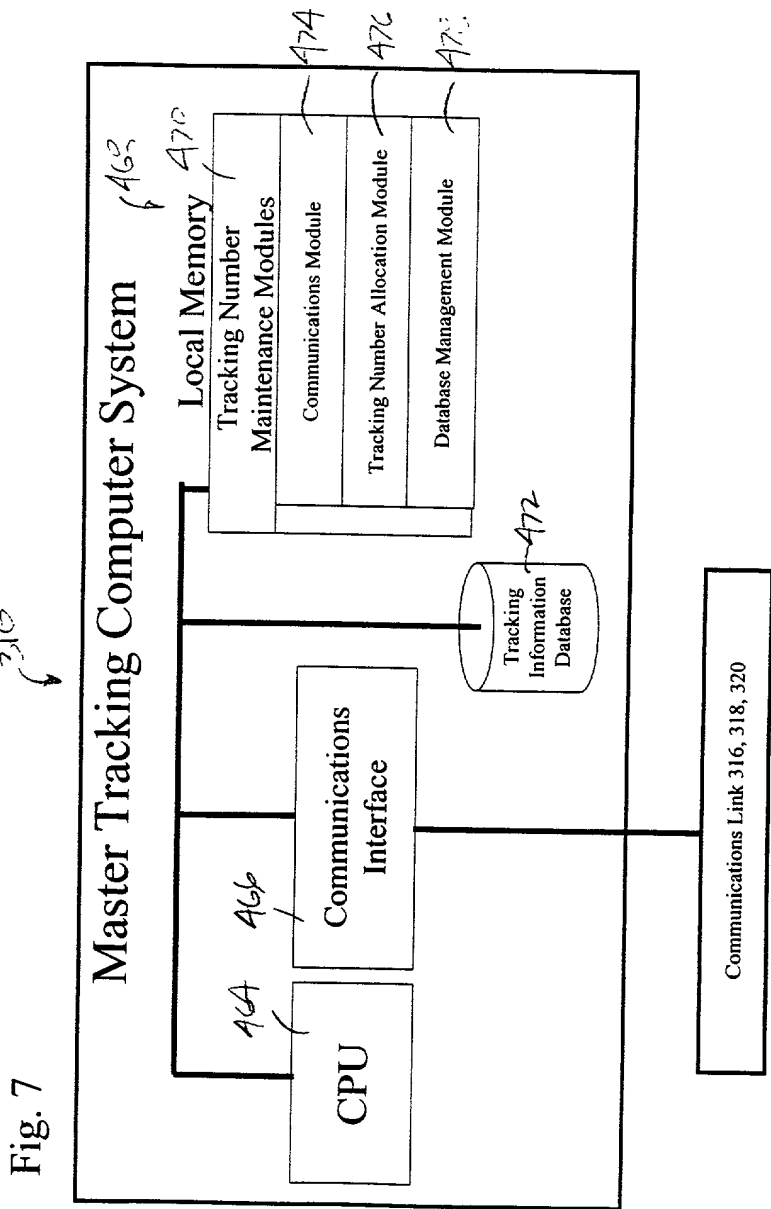 Fig. 7
310
Master Tracking Computer System
468
Local Memory
470
Tracking Number
Maintenance Modules
Communications Module
474
Tracking Number Allocation Module
476
Database Management Module
464
CPU
466
Communications
Interface
472
Tracking
Information
Database
Communications Link 316, 318, 320